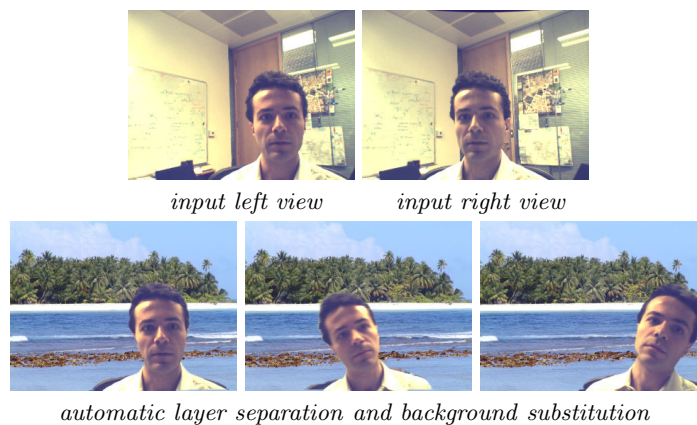 input left view
input right view
automatic layer separation and background substitution